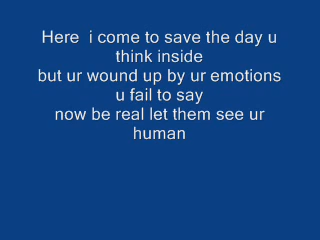 Here  i come to save the day u
think inside
but ur wound up by ur emotions
u fail to say
now be real let them see ur
human